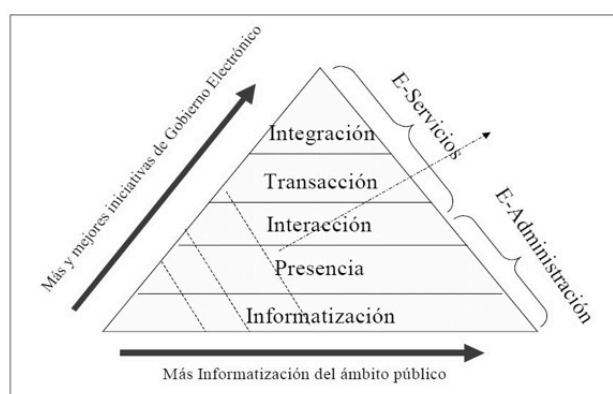 Más y mejores iniciativas de Gobierno Electrónico
E-Servicios
Integración
Transacción
Interacción
E-Administración
Presencia
Informatización
Más Informatización del ámbito público